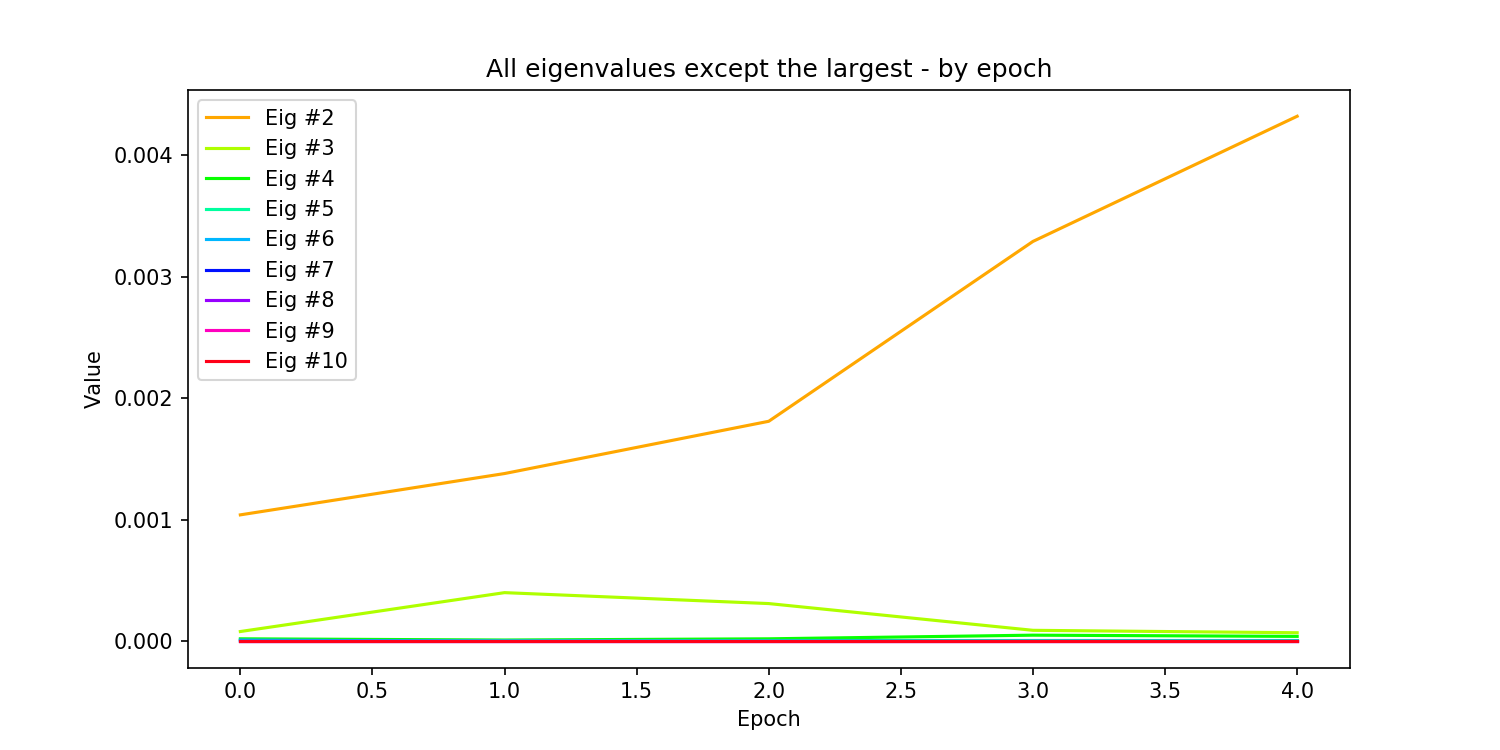 All eigenvalues except the largest - by epoch
Eig #2
Eig #3
Eig #4
Eig #5
Eig #6
Eig #7
Eig #8
Eig #9
Eig #10
Value
0.004
0.003
0.002
0.001
0.000
0.0 0.5 1.0 1.5 2.0 2.5 3.0 3.5 4.0
Epoch